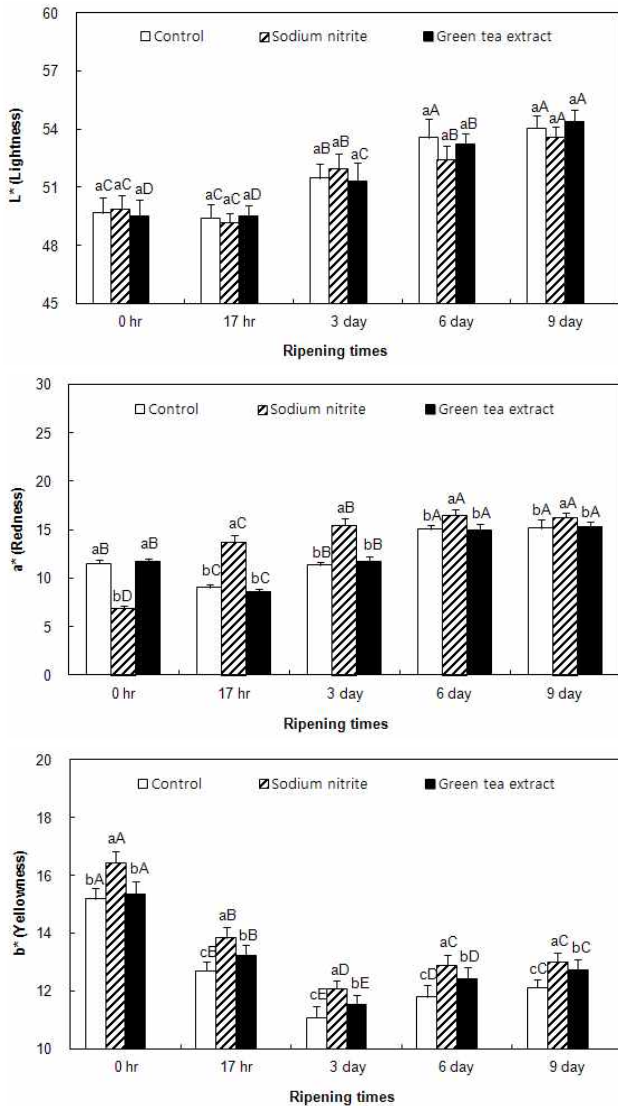 60
Control Sodium nitrite Green tea extract
57
54
51
48
45
L* (Lightness)
aC aC aD
aC aC aD
aB aB aC
aA aB aB
aA aA aA
0 hr 17 hr 3 day 6 day 9 day
Ripening times
30
Control Sodium nitrite Green tea extract
25
20
15
10
5
0
a* (Redness)
aB bD aB
bC aC bC
bB aB bB
bA aA bA
bA aA bA
0 hr 17 hr 3 day 6 day 9 day
Ripening times
20
Control Sodium nitrite Green tea extract
18
16
14
12
10
b* (Yellowness)
bA aA bA
cB aB bB
cE aD bE
cD aC bD
cC aC bC
0 hr 17 hr 3 day 6 day 9 day
Ripening times